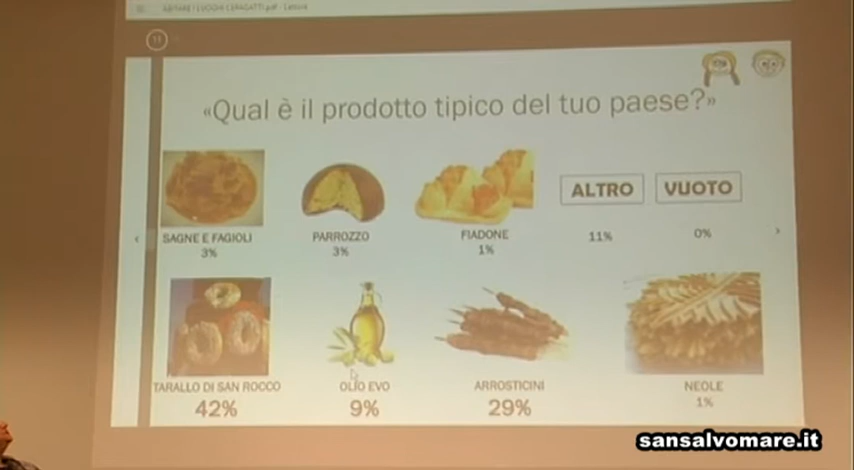 11
«Qual è il prodotto tipico del tuo paese?»
ALTRO VUOTO
SAGNE E FAGIOLI PARROZZO FIADONE
3% 3% 1% 11% 0%
TARALLO DI SAN ROCCO OLIO EVO ARROSTICINI NEOLE
42% 9% 29% 1%
sansalvomare.it